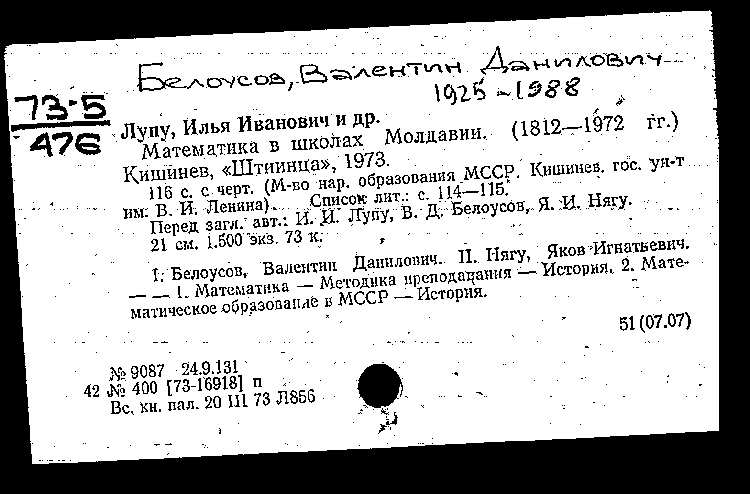 Белоусов, Валентин Данилович
1925-1988
73-5
476
Лупу, Илья Иванович и др.
Математика в школах Молдавии. (1812—1972 гг.)
Кишинев, «Штиинца», 1973.
116 с. с черт. (М-во нар. образования МССР. Кишинев. гос. ун-т
им. В. И. Ленина). Список лит.: с. 114—115.
Перед загл. авт.: И. И. Лупу, В. Д. Белоусов, Я. И. Нягу.
21 см. 1.500 экз. 73 к.
I. Белоусов, Валентин Данилович. II. Нягу, Яков Игнатьевич.
— — 1. Математика — Методика преподавания — История. 2. Мате-
матическое образование в МССР — История.
51(07.07)
№ 9087 24.9.131
42 № 400 [73-16918] п
Вс. кн. пал. 20 III 73 Л856